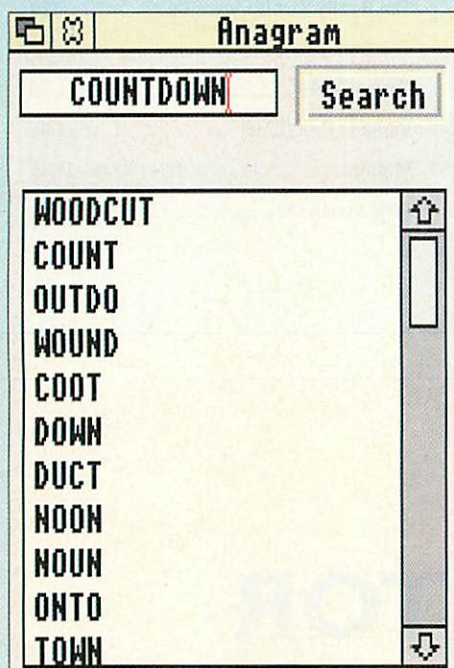 Anagram
COUNTDOWN
Search
WOODCUT
COUNT
OUTDO
WOUND
COOT
DOWN
DUCT
NOON
NOUN
ONTO
TOWN